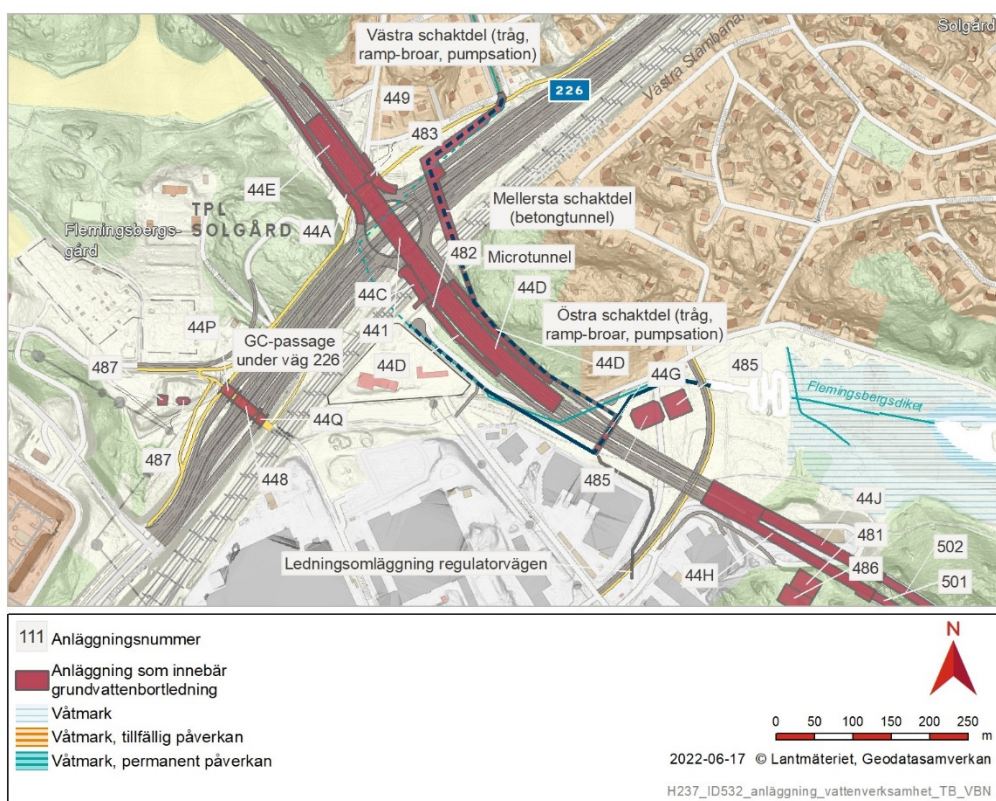 Västra schaktdel (tråg,
ramp-broar, pumpsation)
Solgård
226
Västra Stambanan
449
483
44E
Mellersta schaktdel
(betongtunnel)
TPL
SOLGÅRD
Flemingsbergs-
gård
44A
482
Microtunnel
44C
44D
Östra schaktdel (tråg,
ramp-broar, pumpsation)
44P
441
GC-passage
under väg 226
487
44D
44D
44G
485
Flemingsbergsdiket
44Q
487
448
485
44J
481
502
486
Ledningsomläggning regulatorvägen
44H
501
111 Anläggningsnummer
Anläggning som innebär
grundvattenbortledning
Våtmark
Våtmark, tillfällig påverkan
Våtmark, permanent påverkan
N
0 50 100 150 200 250
m
2022-06-17 © Lantmäteriet, Geodatasamverkan
H237_ID532_anläggning_vattenverksamhet_TB_VBN